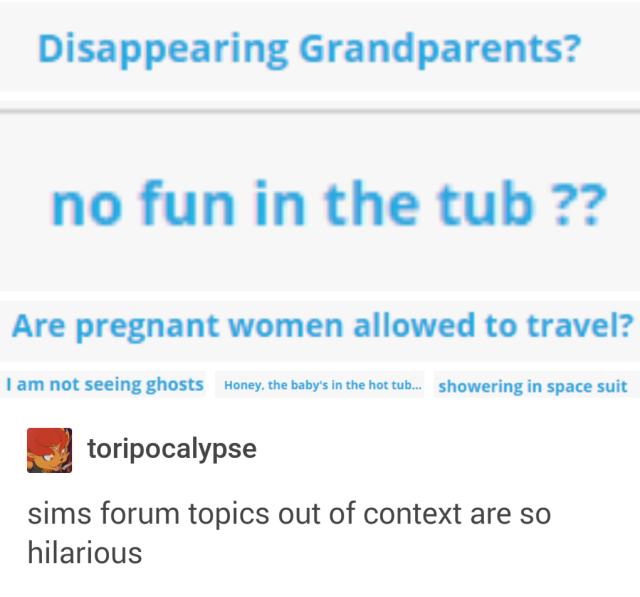 Disappearing Grandparents?
no fun in the tub ??
Are pregnant women allowed to travel?
I am not seeing ghosts
Honey, the baby's in the hot tub...
showering in space suit
toripocalypse
sims forum topics out of context are so
hilarious